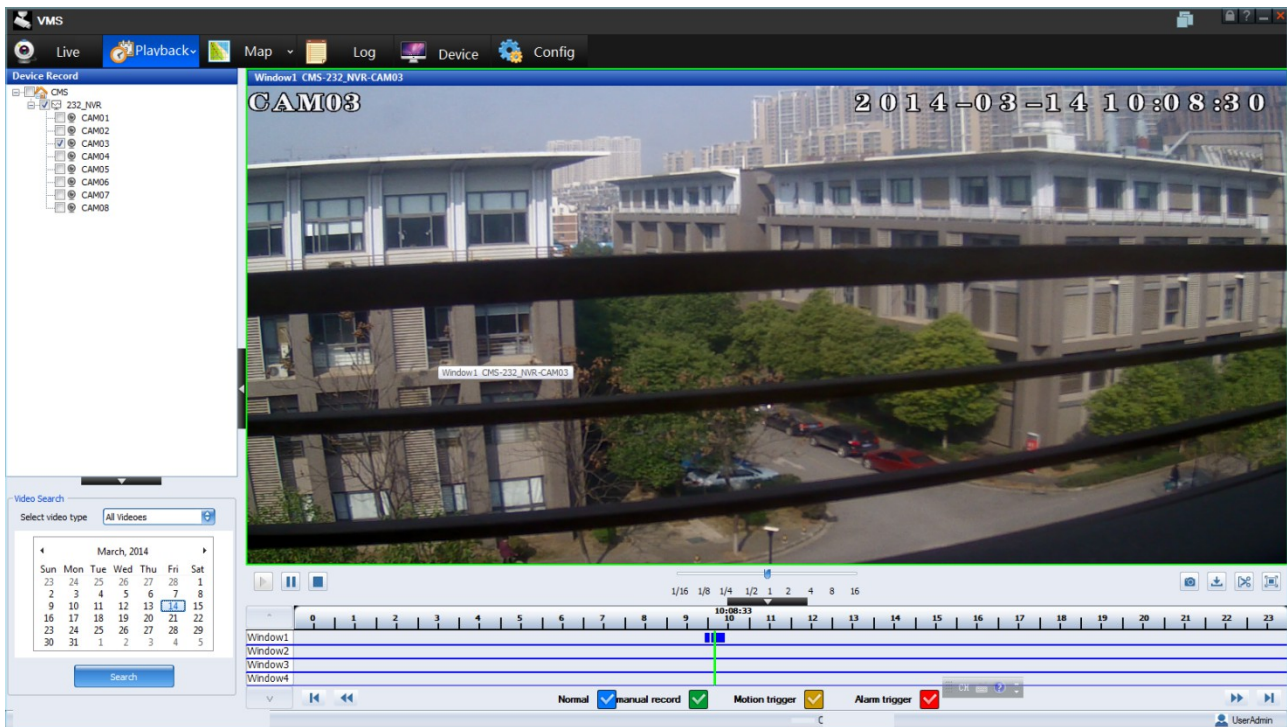 VMS
Live Playback Map Log Device Config
Device Record
CMS
232_NVR
CAM01
CAM02
CAM03
CAM04
CAM05
CAM06
CAM07
CAM08
Window1 CMS-232_NVR-CAM03
CAM03 2014-03-14 10:08:30
Window1 CMS-232_NVR-CAM03
Video Search
Select video type All Videoes
March, 2014
Sun Mon Tue Wed Thu Fri Sat
23 24 25 26 27 28 1
2 3 4 5 6 7 8
9 10 11 12 13 14 15
16 17 18 19 20 21 22
23 24 25 26 27 28 29
30 31 1 2 3 4 5
Search
1/16 1/8 1/4 1/2 1 2 4 8 16
10:08:33
0 1 2 3 4 5 6 7 8 9 10 11 12 13 14 15 16 17 18 19 20 21 22 23
Window1
Window2
Window3
Window4
CH
Normal manual record Motion trigger Alarm trigger
C
UserAdmin